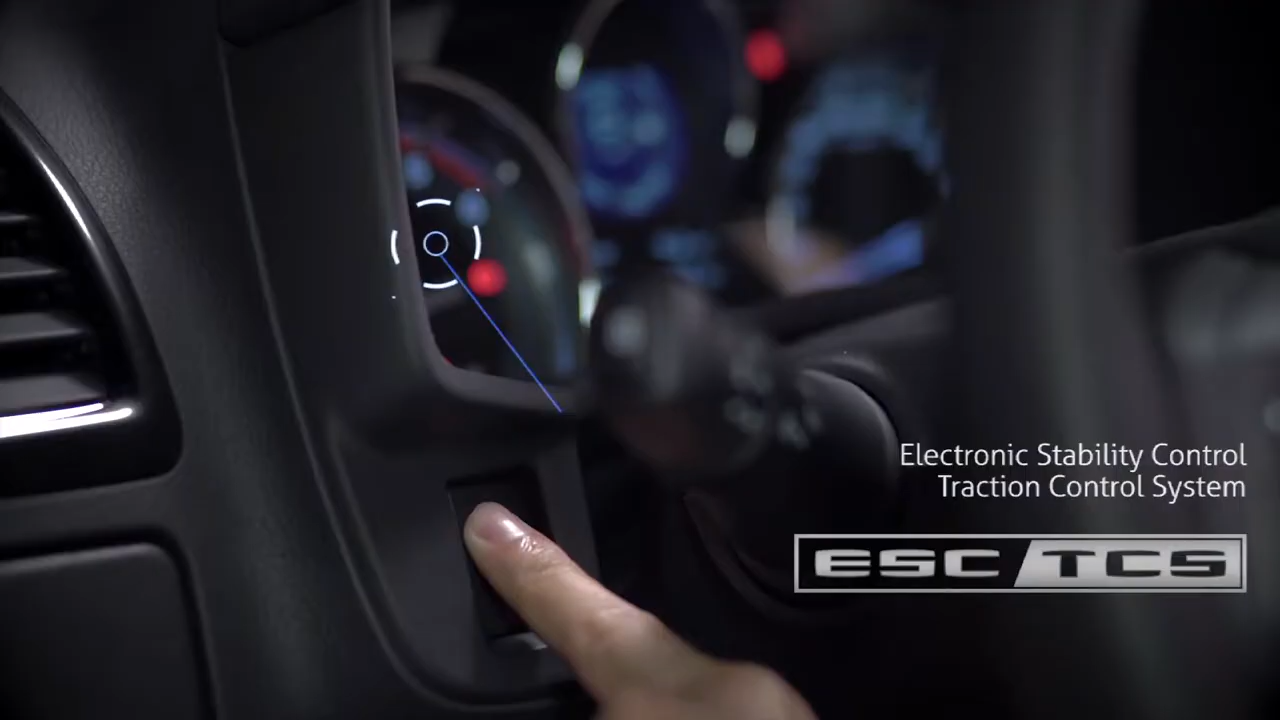 Electronic Stability Control
Traction Control System
ESC/TCS